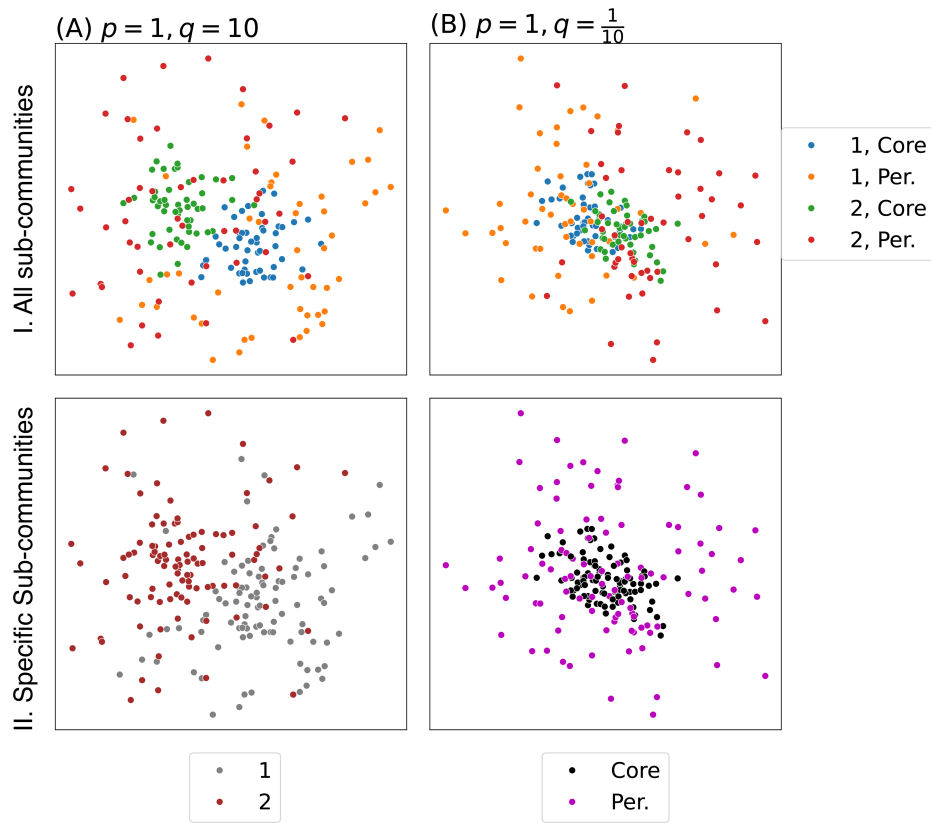 (A) p = 1, q = 10
(B) p = 1, q = 1/10
I. All sub-communities
1, Core
1, Per.
2, Core
2, Per.
II. Specific Sub-communities
1
2
Core
Per.